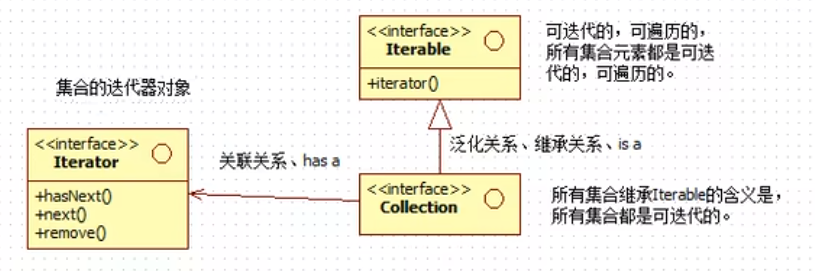 <<interface>>
Iterable
+iterator()
可迭代的，可遍历的，
所有集合元素都是可迭
代的，可遍历的。
集合的迭代器对象
<<interface>>
Iterator
+hasNext()
+next()
+remove()
关联关系、has a
泛化关系、继承关系、is a
<<interface>>
Collection
所有集合继承Iterable的含义是，
所有集合都是可迭代的。